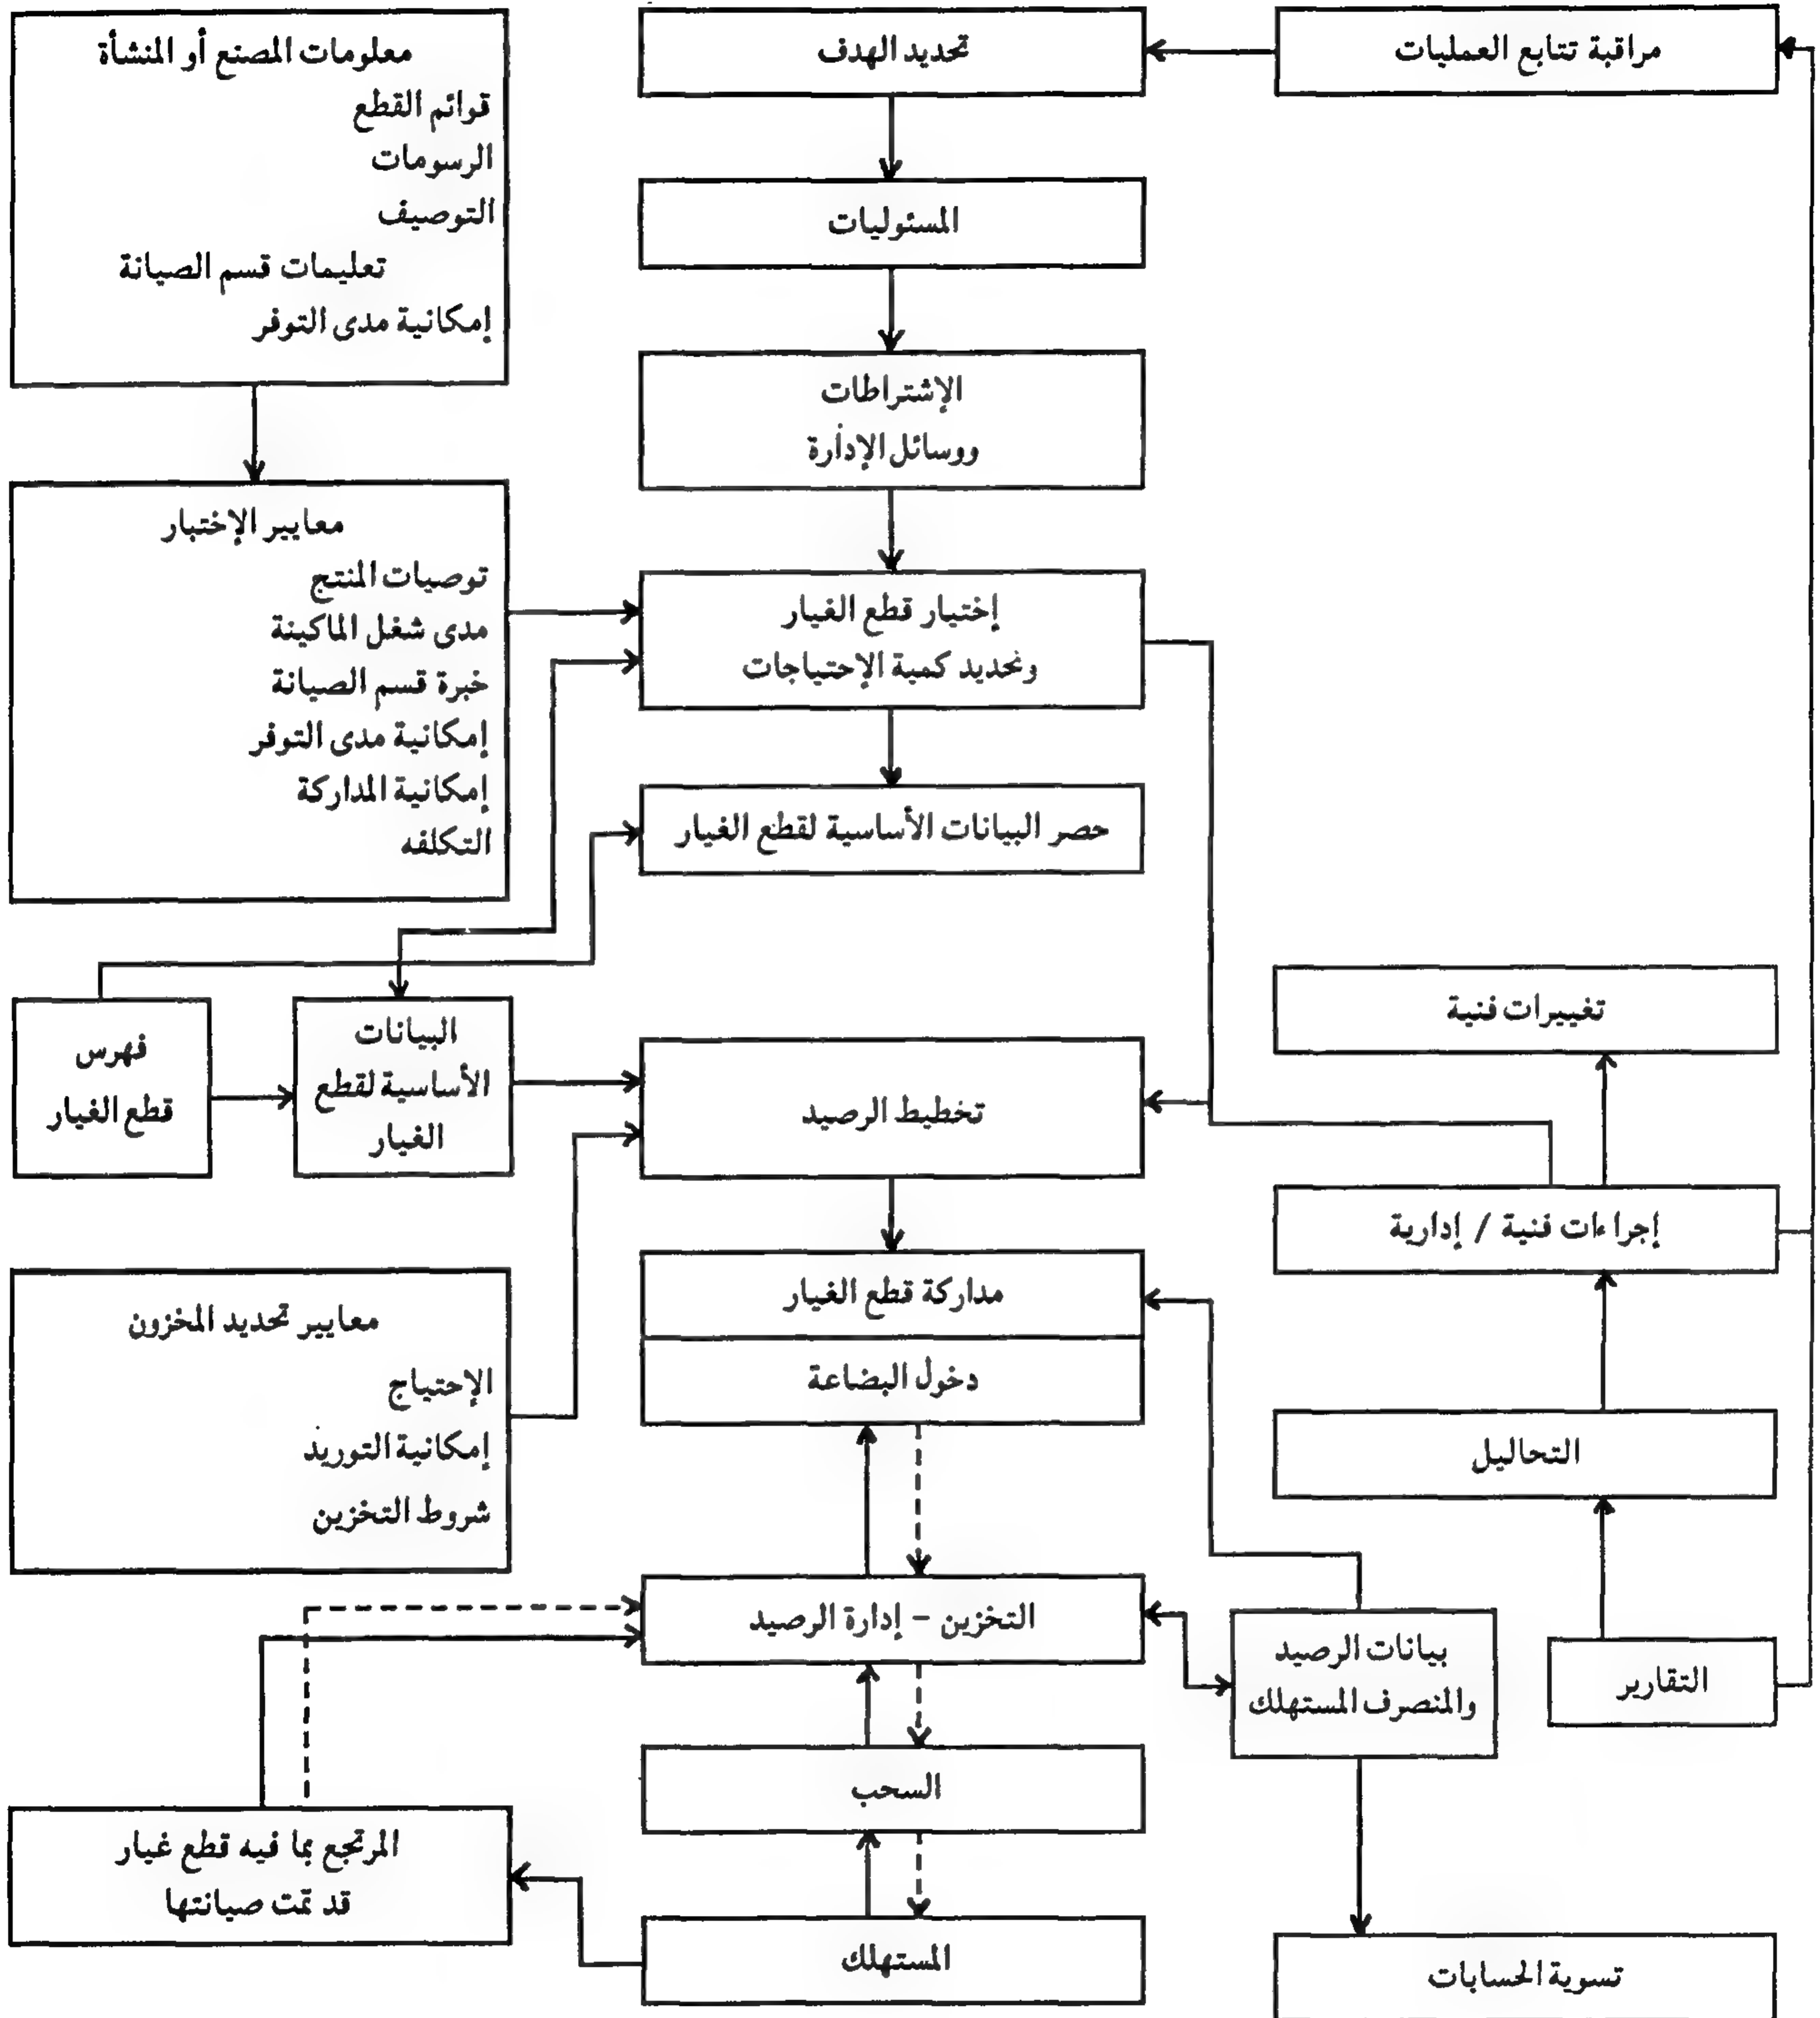 مراقبة تتابع العمليات
تحديد الهدف
معلومات المصنع أو المنشأة
قوائم القطع
الرسومات
التوصيف
تعليمات قسم الصيانة
إمكانية مدى التوفر
المسئوليات
الإشتراطات
ووسائل الإدارة
معايير الإختبار
توصيات المنتج
مدى شغل الماكينة
خبرة قسم الصيانة
إمكانية مدى التوفر
إمكانية المداركة
التكلفه
إختيار قطع الغيار
وتحديد كمية الإحتياجات
حصر البيانات الأساسية لقطع الغيار
تغييرات فنية
البيانات
الأساسية لقطع
الغيار
فهرس
قطع الغيار
تخطيط الرصيد
إجراءات فنية / إدارية
مداركة قطع الغيار
دخول البضاعة
معايير تحديد المخزون
الإحتياج
إمكانية التوريد
شروط التخزين
التحاليل
التخزين - إدارة الرصيد
بيانات الرصيد
والمنصرف المستهلك
التقارير
السحب
المرتجع بما فيه قطع غيار
قد تمت صيانتها
المستهلك
تسوية الحسابات